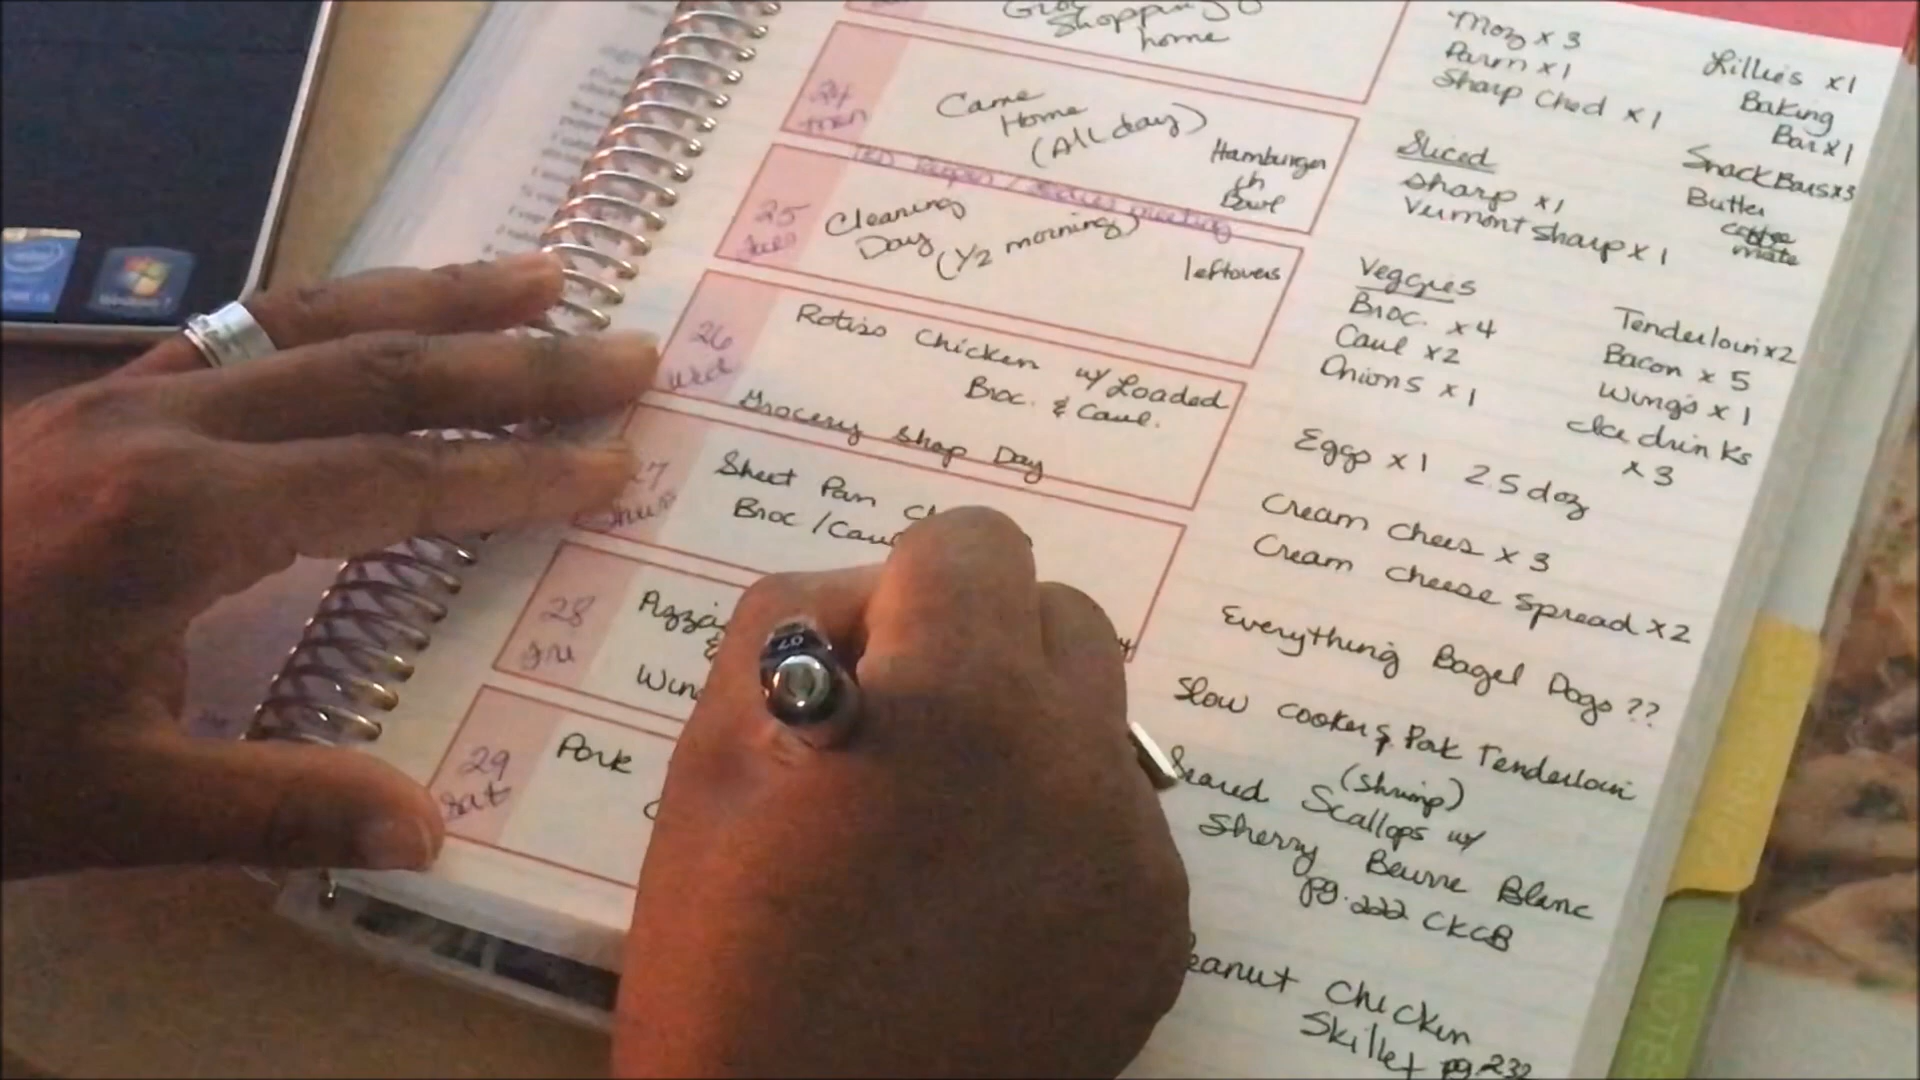 Shopping
home
24
Mon
Came
Home
(All day)
Hamburger
in
Bowl
25
Cleaning
Day (1/2 morning)
leftovers
26
Wed
Rotiss Chicken w/ Loaded
Broc. & Caul.
Grocery Shop Day
Sheet Pan
Broc / Caul
28
Fri
Pizza
&
29
Sat
Pork
Moz x 3
Parm x 1
Sharp Ched x 1
Sliced
Sharp x 1
Vermont Sharp x 1
Veggies
Broc. x 4
Caul x 2
Onions x 1
Eggs x 1 2.5 doz
Cream Chees x 3
Cream Cheese Spread x 2
Everything Bagel Dogs ??
Slow Cooker Pork Tenderloin
(Shrimp)
Seared Scallops w/
Sherry Beurre Blanc
pg. 222 CKCB
Peanut Chicken
Skillet pg. 232
Lillie's x 1
Baking
Bar x 1
Snack Bars x 3
Butter
coffee
mate
Tenderloin x 2
Bacon x 5
Wings x 1
Ice drinks
x 3
NOTES